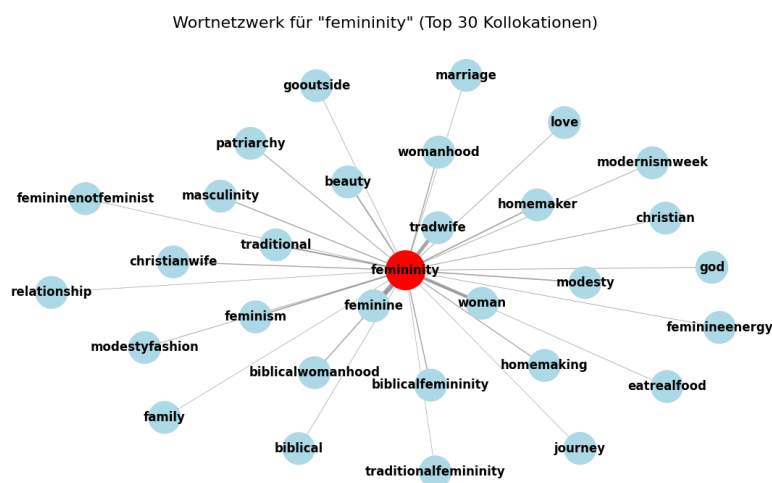 Wortnetzwerk für "femininity" (Top 30 Kollokationen)
marriage
gooutside
love
patriarchy
womanhood
modernismweek
beauty
masculinity
femininenotfeminist
homemaker
christian
tradwife
traditional
christianwife
god
femininity
modesty
relationship
woman
feminine
feminism
feminineenergy
modestyfashion
homemaking
biblicalwomanhood
biblicalfemininity
eatrealfood
family
biblical
journey
traditionalfemininity